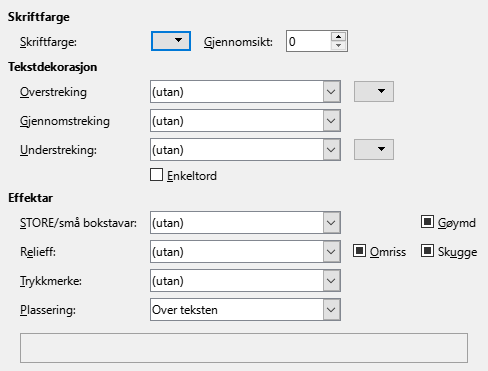 Skriftfarge
Skriftfarge: Gjennomsikt: 0
Tekstdekorasjon
Overstreking (utan)
Gjennomstreking (utan)
Understreking: (utan)
Enkeltord
Effektar
STORE/små bokstavar: (utan) Gøymd
Relieff: (utan) Omriss Skugge
Trykkmerke: (utan)
Plassering: Over teksten